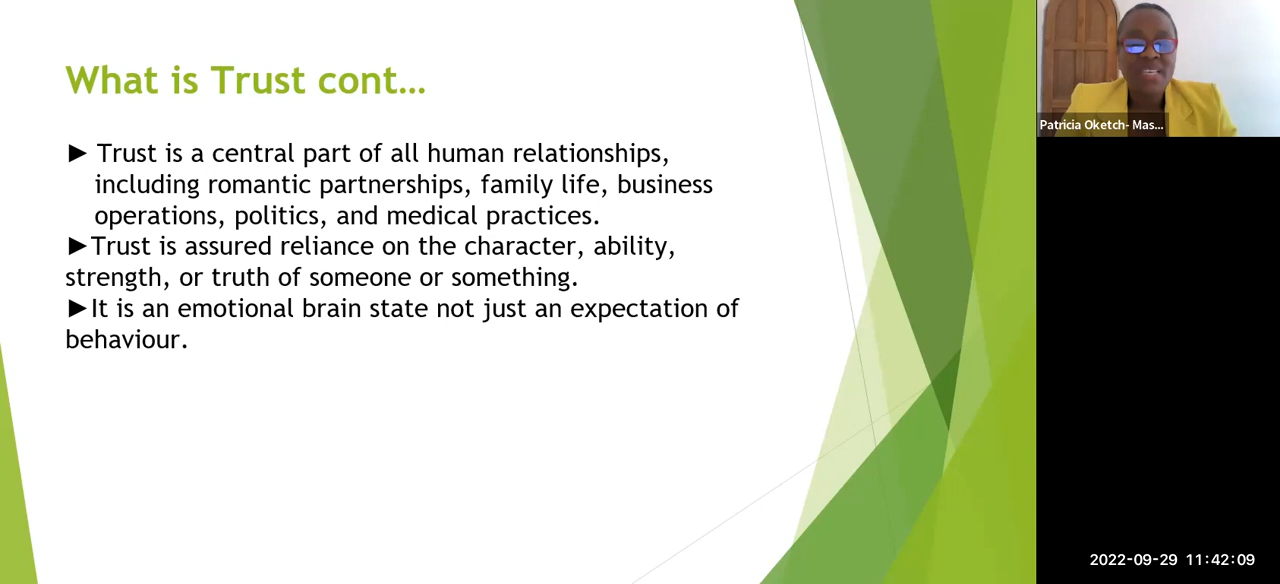 What is Trust cont…
► Trust is a central part of all human relationships,
including romantic partnerships, family life, business
operations, politics, and medical practices.
►Trust is assured reliance on the character, ability,
strength, or truth of someone or something.
►It is an emotional brain state not just an expectation of
behaviour.
Patricia Oketch- Mas...
2022-09-29 11:42:09